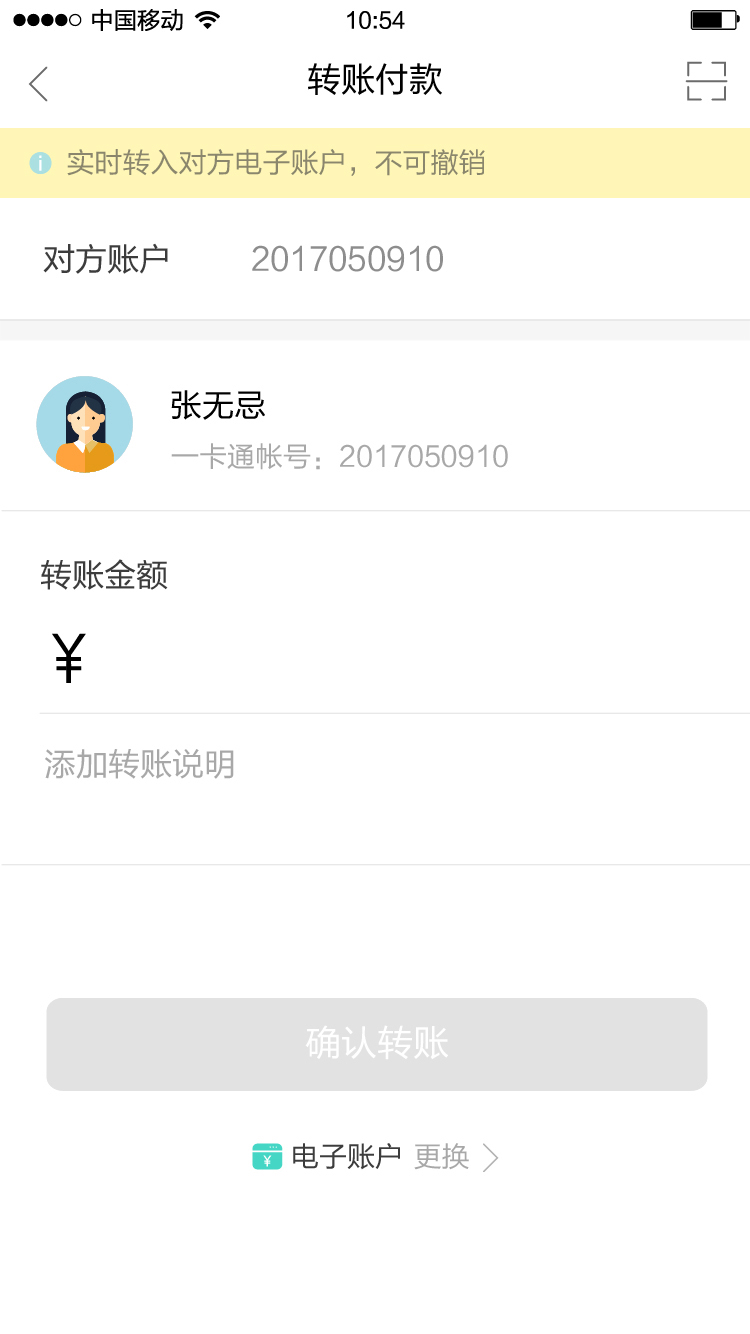 中国移动 10:54
转账付款
实时转入对方电子账户，不可撤销
对方账户 2017050910
张无忌
一卡通帐号：2017050910
转账金额
¥
添加转账说明
确认转账
¥ 电子账户 更换